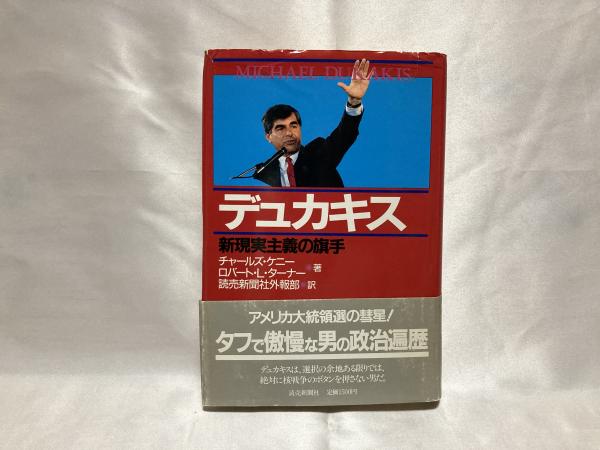 MICHAEL DUKAKIS
デュカキス
新現実主義の旗手
チャールズ・ケニー
ロバート・L・ターナー 著
読売新聞社外報部 訳
アメリカ大統領選の彗星!
タフで傲慢な男の政治遍歴
デュカキスは、選択の余地ある限りでは、
絶対に核戦争のボタンを押さない男だ。
読売新聞社 定価1500円